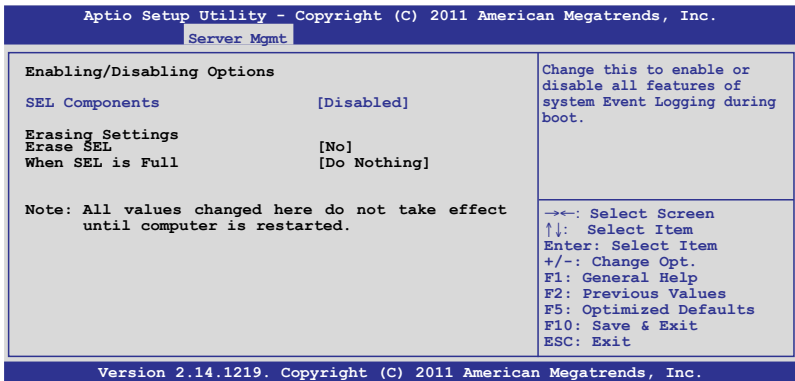 Aptio Setup Utility - Copyright (C) 2011 American Megatrends, Inc.
Server Mgmt
Enabling/Disabling Options
SEL Components [Disabled]
Erasing Settings
Erase SEL [No]
When SEL is Full [Do Nothing]
Note: All values changed here do not take effect
until computer is restarted.
Change this to enable or
disable all features of
system Event Logging during
boot.
→←: Select Screen
↑↓: Select Item
Enter: Select Item
+/-: Change Opt.
F1: General Help
F2: Previous Values
F5: Optimized Defaults
F10: Save & Exit
ESC: Exit
Version 2.14.1219. Copyright (C) 2011 American Megatrends, Inc.